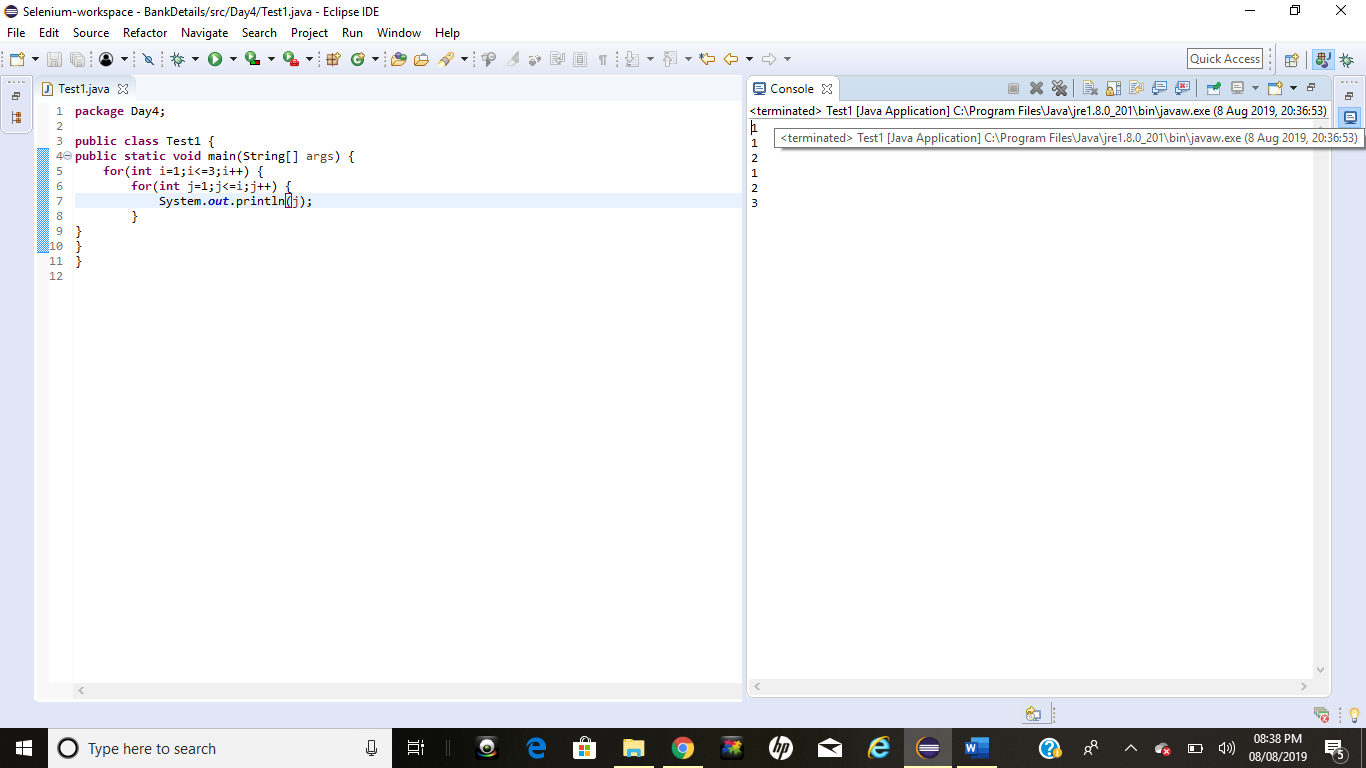 Selenium-workspace - BankDetails/src/Day4/Test1.java - Eclipse IDE
File Edit Source Refactor Navigate Search Project Run Window Help
Quick Access
Test1.java
1 package Day4;
2
3 public class Test1 {
4 public static void main(String[] args) {
5 for(int i=1;i<=3;i++) {
6 for(int j=1;j<=i;j++) {
7 System.out.println(j);
8 }
9 }
10 }
11 }
12
Console
<terminated> Test1 [Java Application] C:\Program Files\Java\jre1.8.0_201\bin\javaw.exe (8 Aug 2019, 20:36:53)
1
<terminated> Test1 [Java Application] C:\Program Files\Java\jre1.8.0_201\bin\javaw.exe (8 Aug 2019, 20:36:53)
1
2
1
2
3
Type here to search
08:38 PM
08/08/2019
5